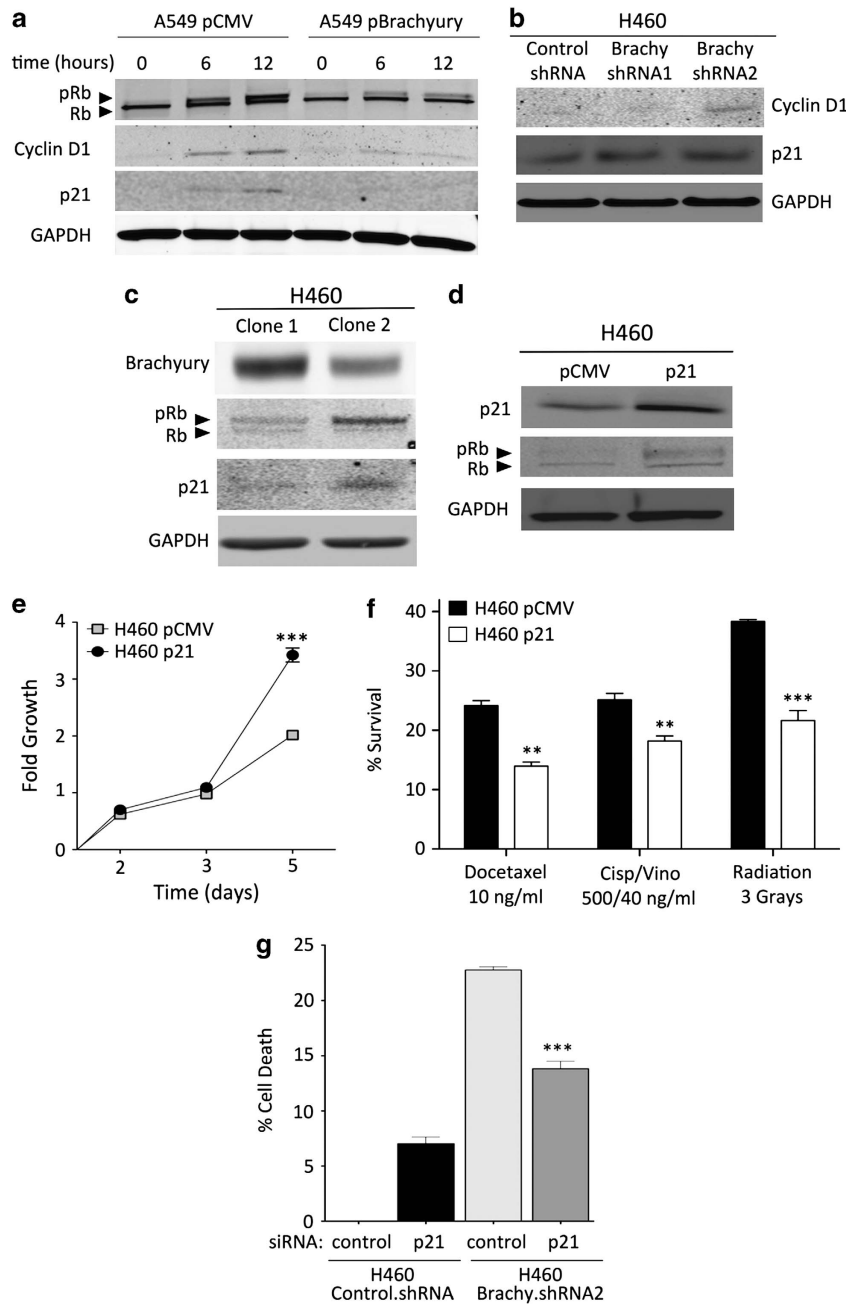 a
A549 pCMV A549 pBrachyury
time (hours) 0 6 12 0 6 12
pRb
Rb
Cyclin D1
p21
GAPDH
b
H460
Control shRNA Brachy shRNA1 Brachy shRNA2
Cyclin D1
p21
GAPDH
c
H460
Clone 1 Clone 2
Brachyury
pRb
Rb
p21
GAPDH
d
H460
pCMV p21
p21
pRb
Rb
GAPDH
e
H460 pCMV
H460 p21
***
Fold Growth
4
3
2
1
0
2 3 5
Time (days)
f
H460 pCMV
H460 p21
% Survival
40
30
20
10
0
**
**
***
Docetaxel
10 ng/ml
Cisp/Vino
500/40 ng/ml
Radiation
3 Grays
g
% Cell Death
25
20
15
10
5
0
***
siRNA: control p21 control p21
H460
Control.shRNA
H460
Brachy.shRNA2